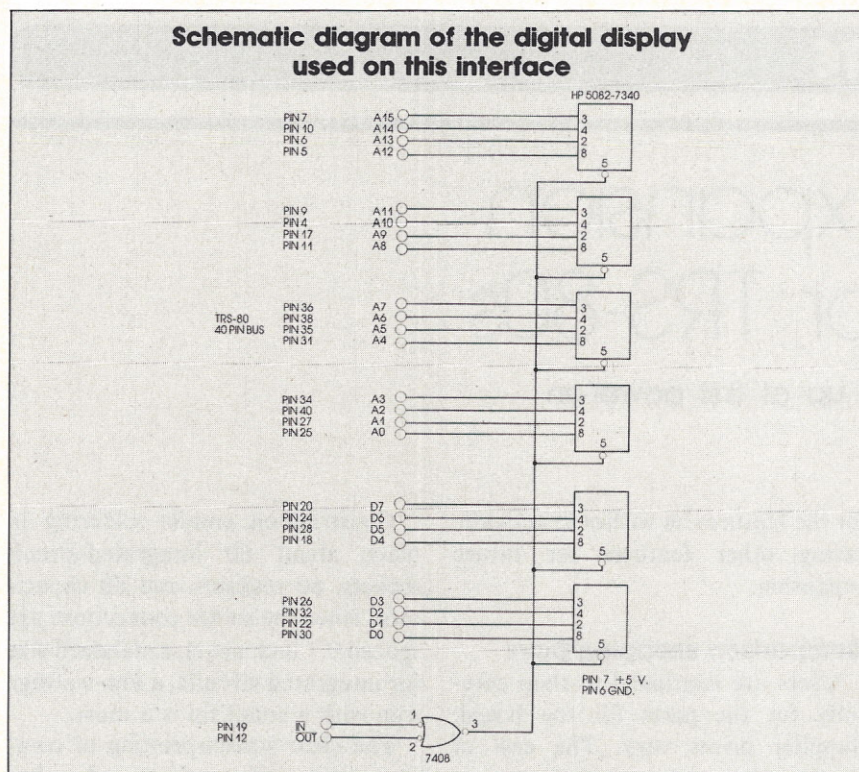 Schematic diagram of the digital display
used on this interface
HP 5082-7340
PIN 7 A15 3
PIN 10 A14 4
PIN 6 A13 2
PIN 5 A12 8
5
PIN 9 A11 3
PIN 4 A10 4
PIN 17 A9 2
PIN 11 A8 8
5
TRS-80
40 PIN BUS
PIN 36 A7 3
PIN 38 A6 4
PIN 35 A5 2
PIN 31 A4 8
5
PIN 34 A3 3
PIN 40 A2 4
PIN 27 A1 2
PIN 25 A0 8
5
PIN 20 D7 3
PIN 24 D6 4
PIN 28 D5 2
PIN 18 D4 8
5
PIN 26 D3 3
PIN 32 D2 4
PIN 22 D1 2
PIN 30 D0 8
5
PIN 7 +5 V.
PIN 6 GND.
PIN 19 IN 1
PIN 12 OUT 2
3
7408